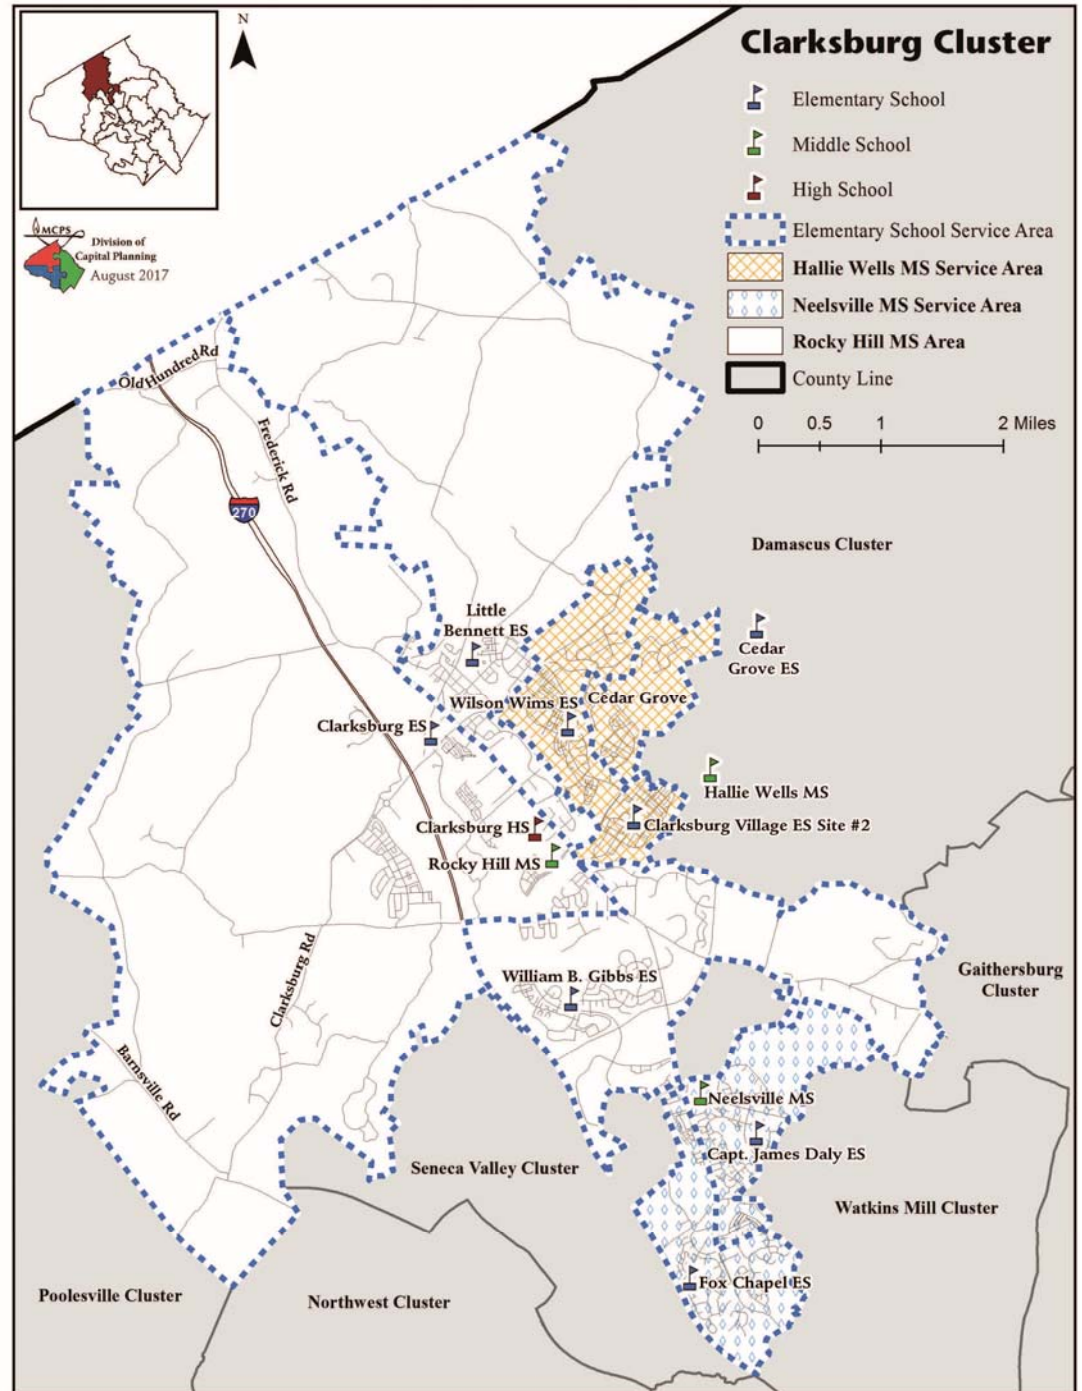 N
Clarksburg Cluster
Elementary School
Middle School
High School
Elementary School Service Area
Hallie Wells MS Service Area
Neelsville MS Service Area
Rocky Hill MS Area
County Line
0 0.5 1 2 Miles
MCPS
Division of
Capital Planning
August 2017
Old Hundred Rd
Frederick Rd
270
Damascus Cluster
Little
Bennett ES
Cedar
Grove ES
Wilson Wims ES
Cedar Grove
Clarksburg ES
Hallie Wells MS
Clarksburg HS
Clarksburg Village ES Site #2
Rocky Hill MS
Clarksburg Rd
William B. Gibbs ES
Gaithersburg
Cluster
Barnsville Rd
Neelsville MS
Capt. James Daly ES
Seneca Valley Cluster
Watkins Mill Cluster
Fox Chapel ES
Poolesville Cluster
Northwest Cluster